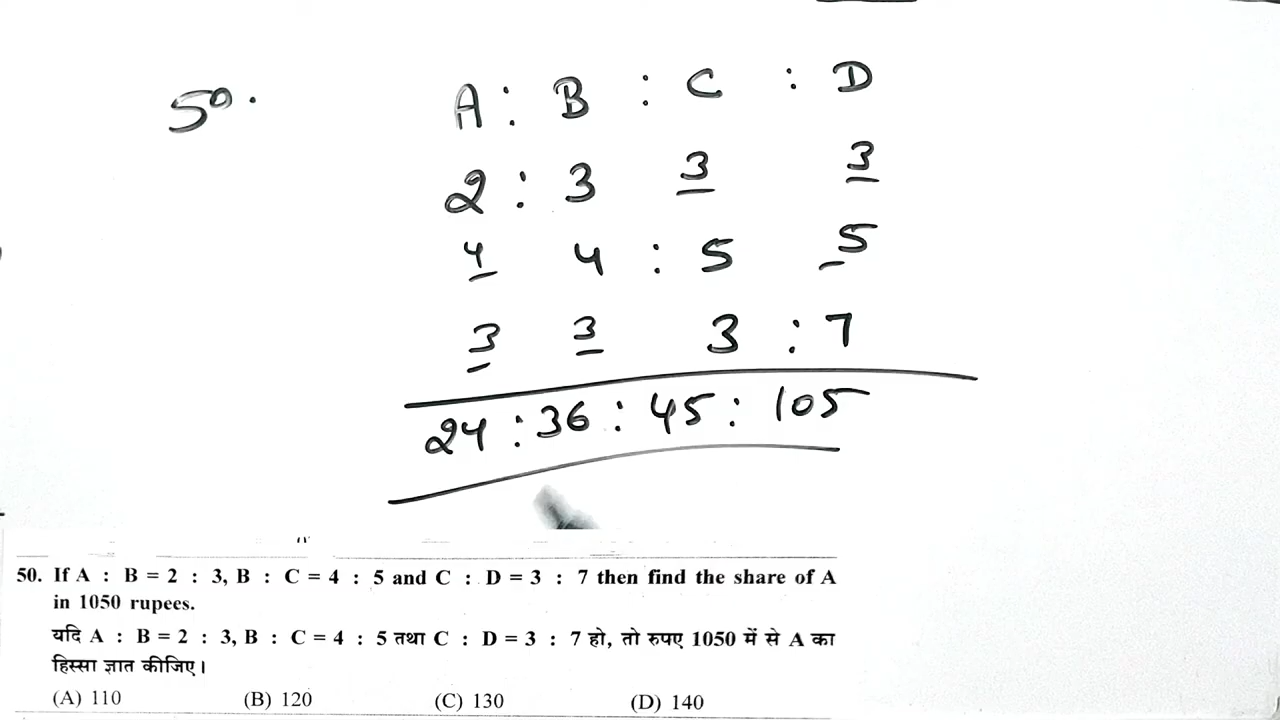 50.
A : B : C : D
2 : 3 3 3
4 4 : 5 5
3 3 3 : 7
24 : 36 : 45 : 105
50. If A : B = 2 : 3, B : C = 4 : 5 and C : D = 3 : 7 then find the share of A
in 1050 rupees.
यदि A : B = 2 : 3, B : C = 4 : 5 तथा C : D = 3 : 7 हो, तो रुपए 1050 में से A का
हिस्सा ज्ञात कीजिए।
(A) 110 (B) 120 (C) 130 (D) 140